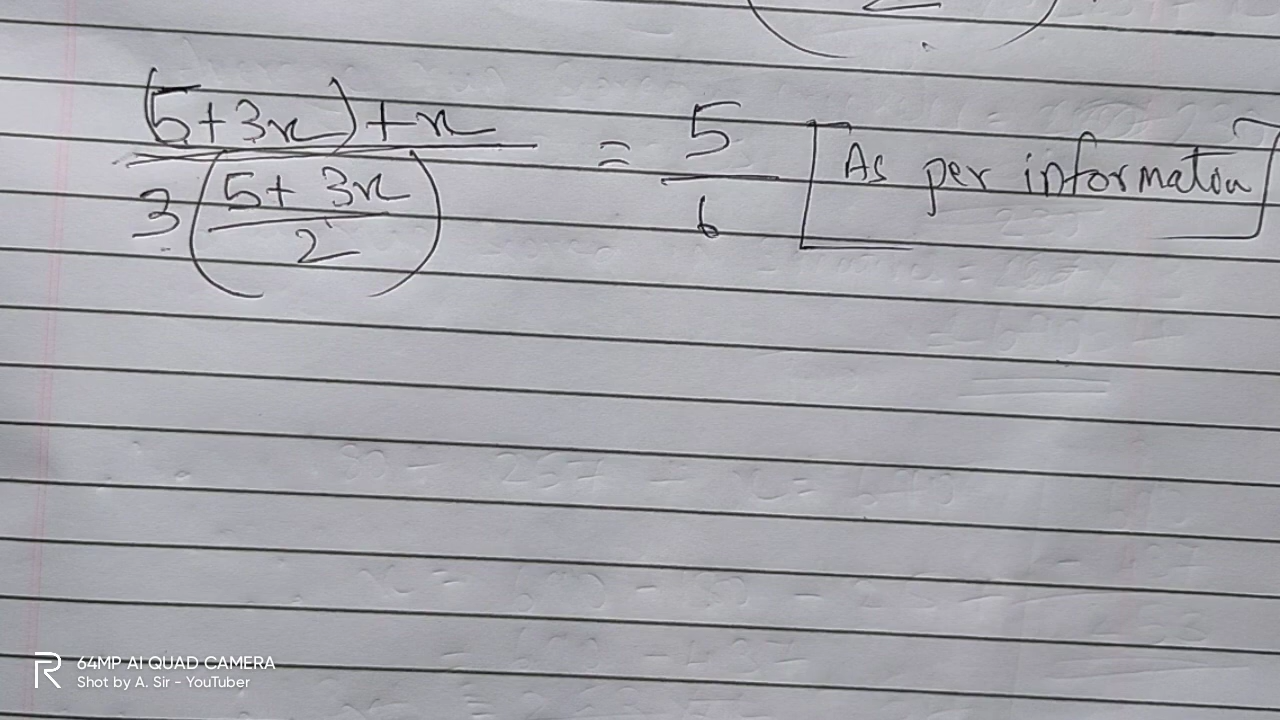 2
(5+3x)+x / 3((5+3x)/2) = 5/6 [As per information]
64MP AI QUAD CAMERA
Shot by A. Sir - YouTuber